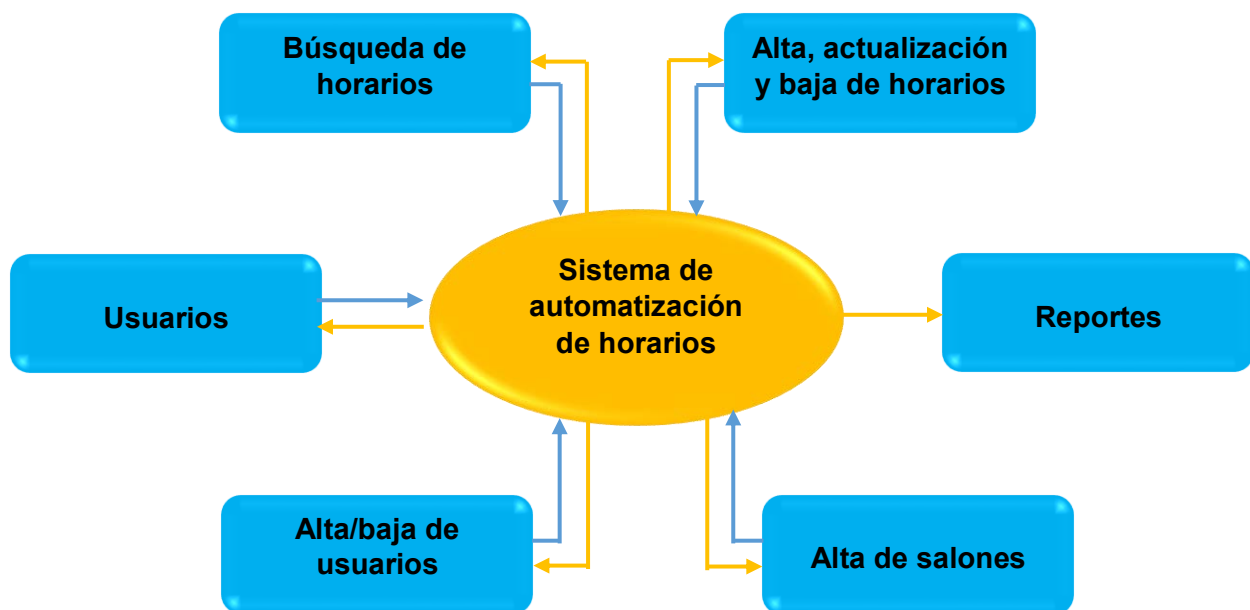 Búsqueda de
horarios
Alta, actualización
y baja de horarios
Sistema de
automatización
de horarios
Usuarios
Reportes
Alta/baja de
usuarios
Alta de salones